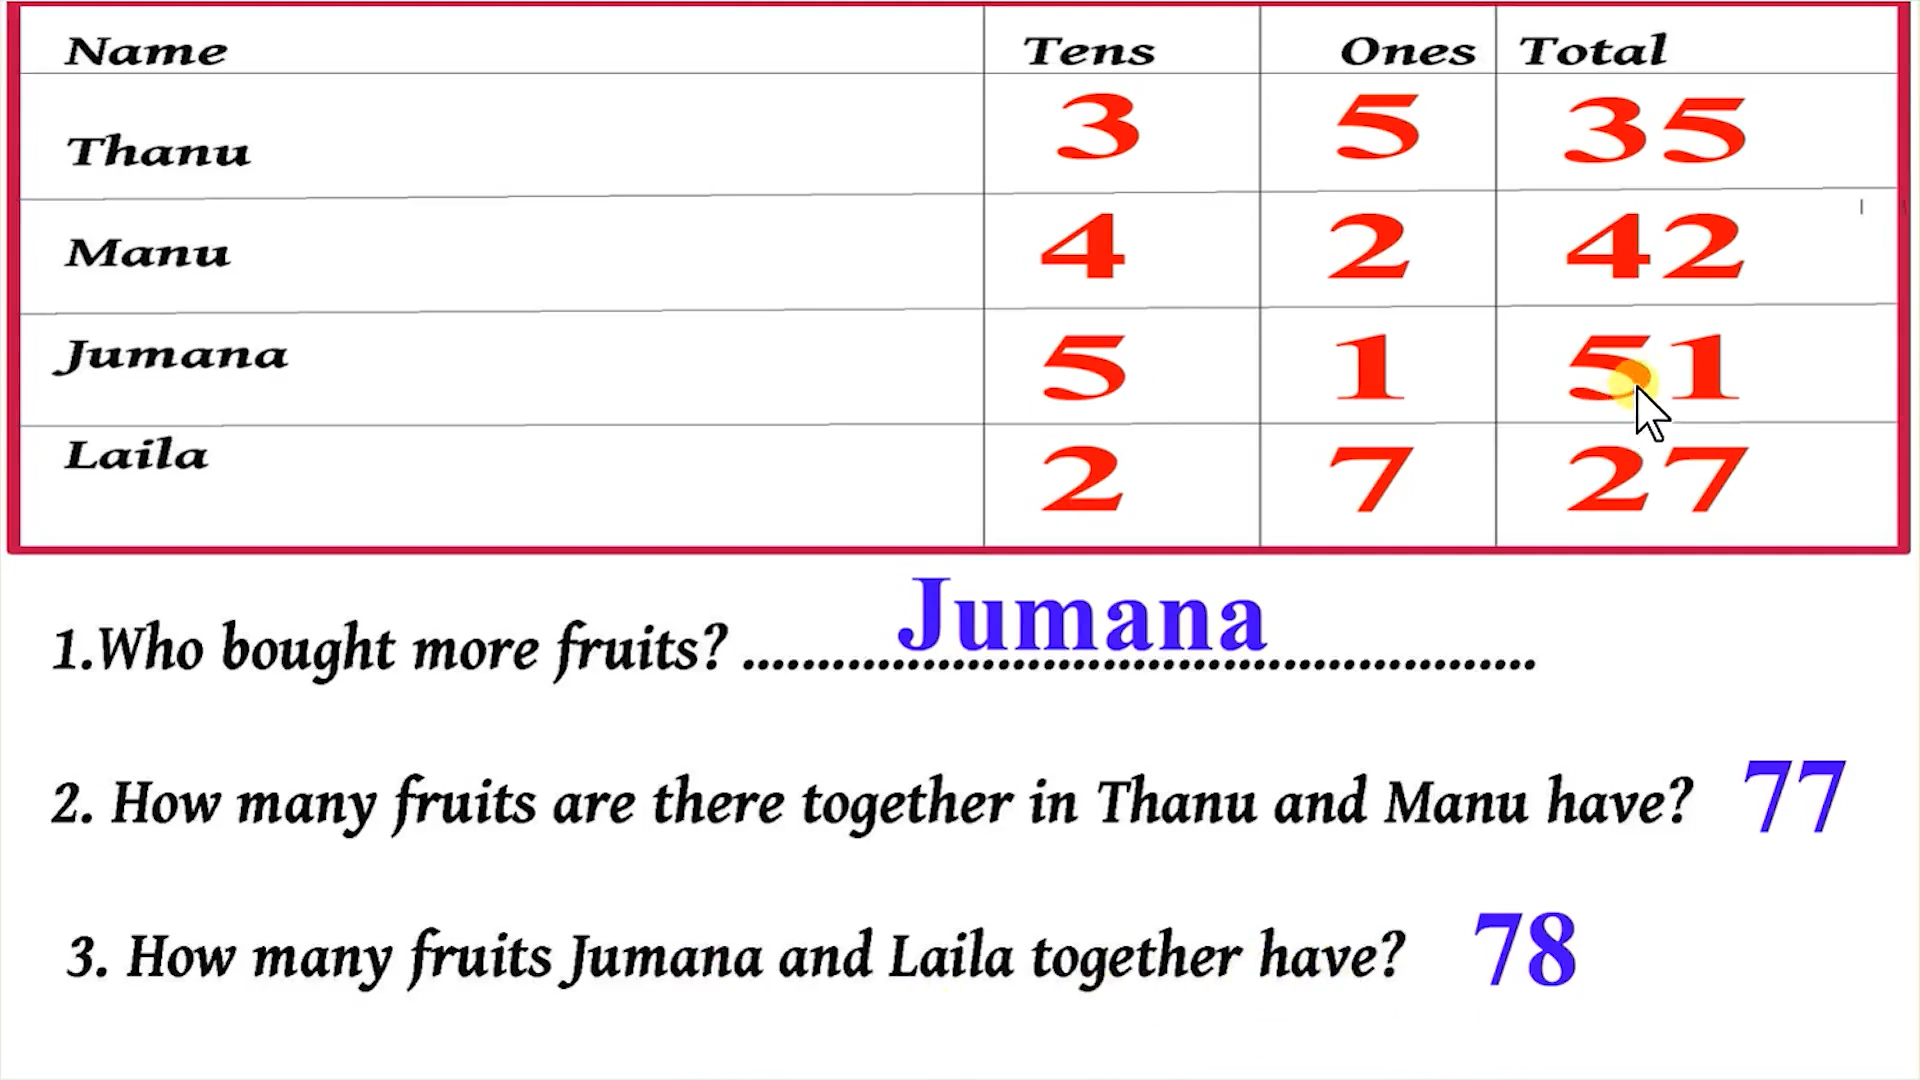 Name Tens Ones Total
Thanu 3 5 35
Manu 4 2 42
Jumana 5 1 51
Laila 2 7 27
1.Who bought more fruits? ..................................................... Jumana
2. How many fruits are there together in Thanu and Manu have? 77
3. How many fruits Jumana and Laila together have? 78